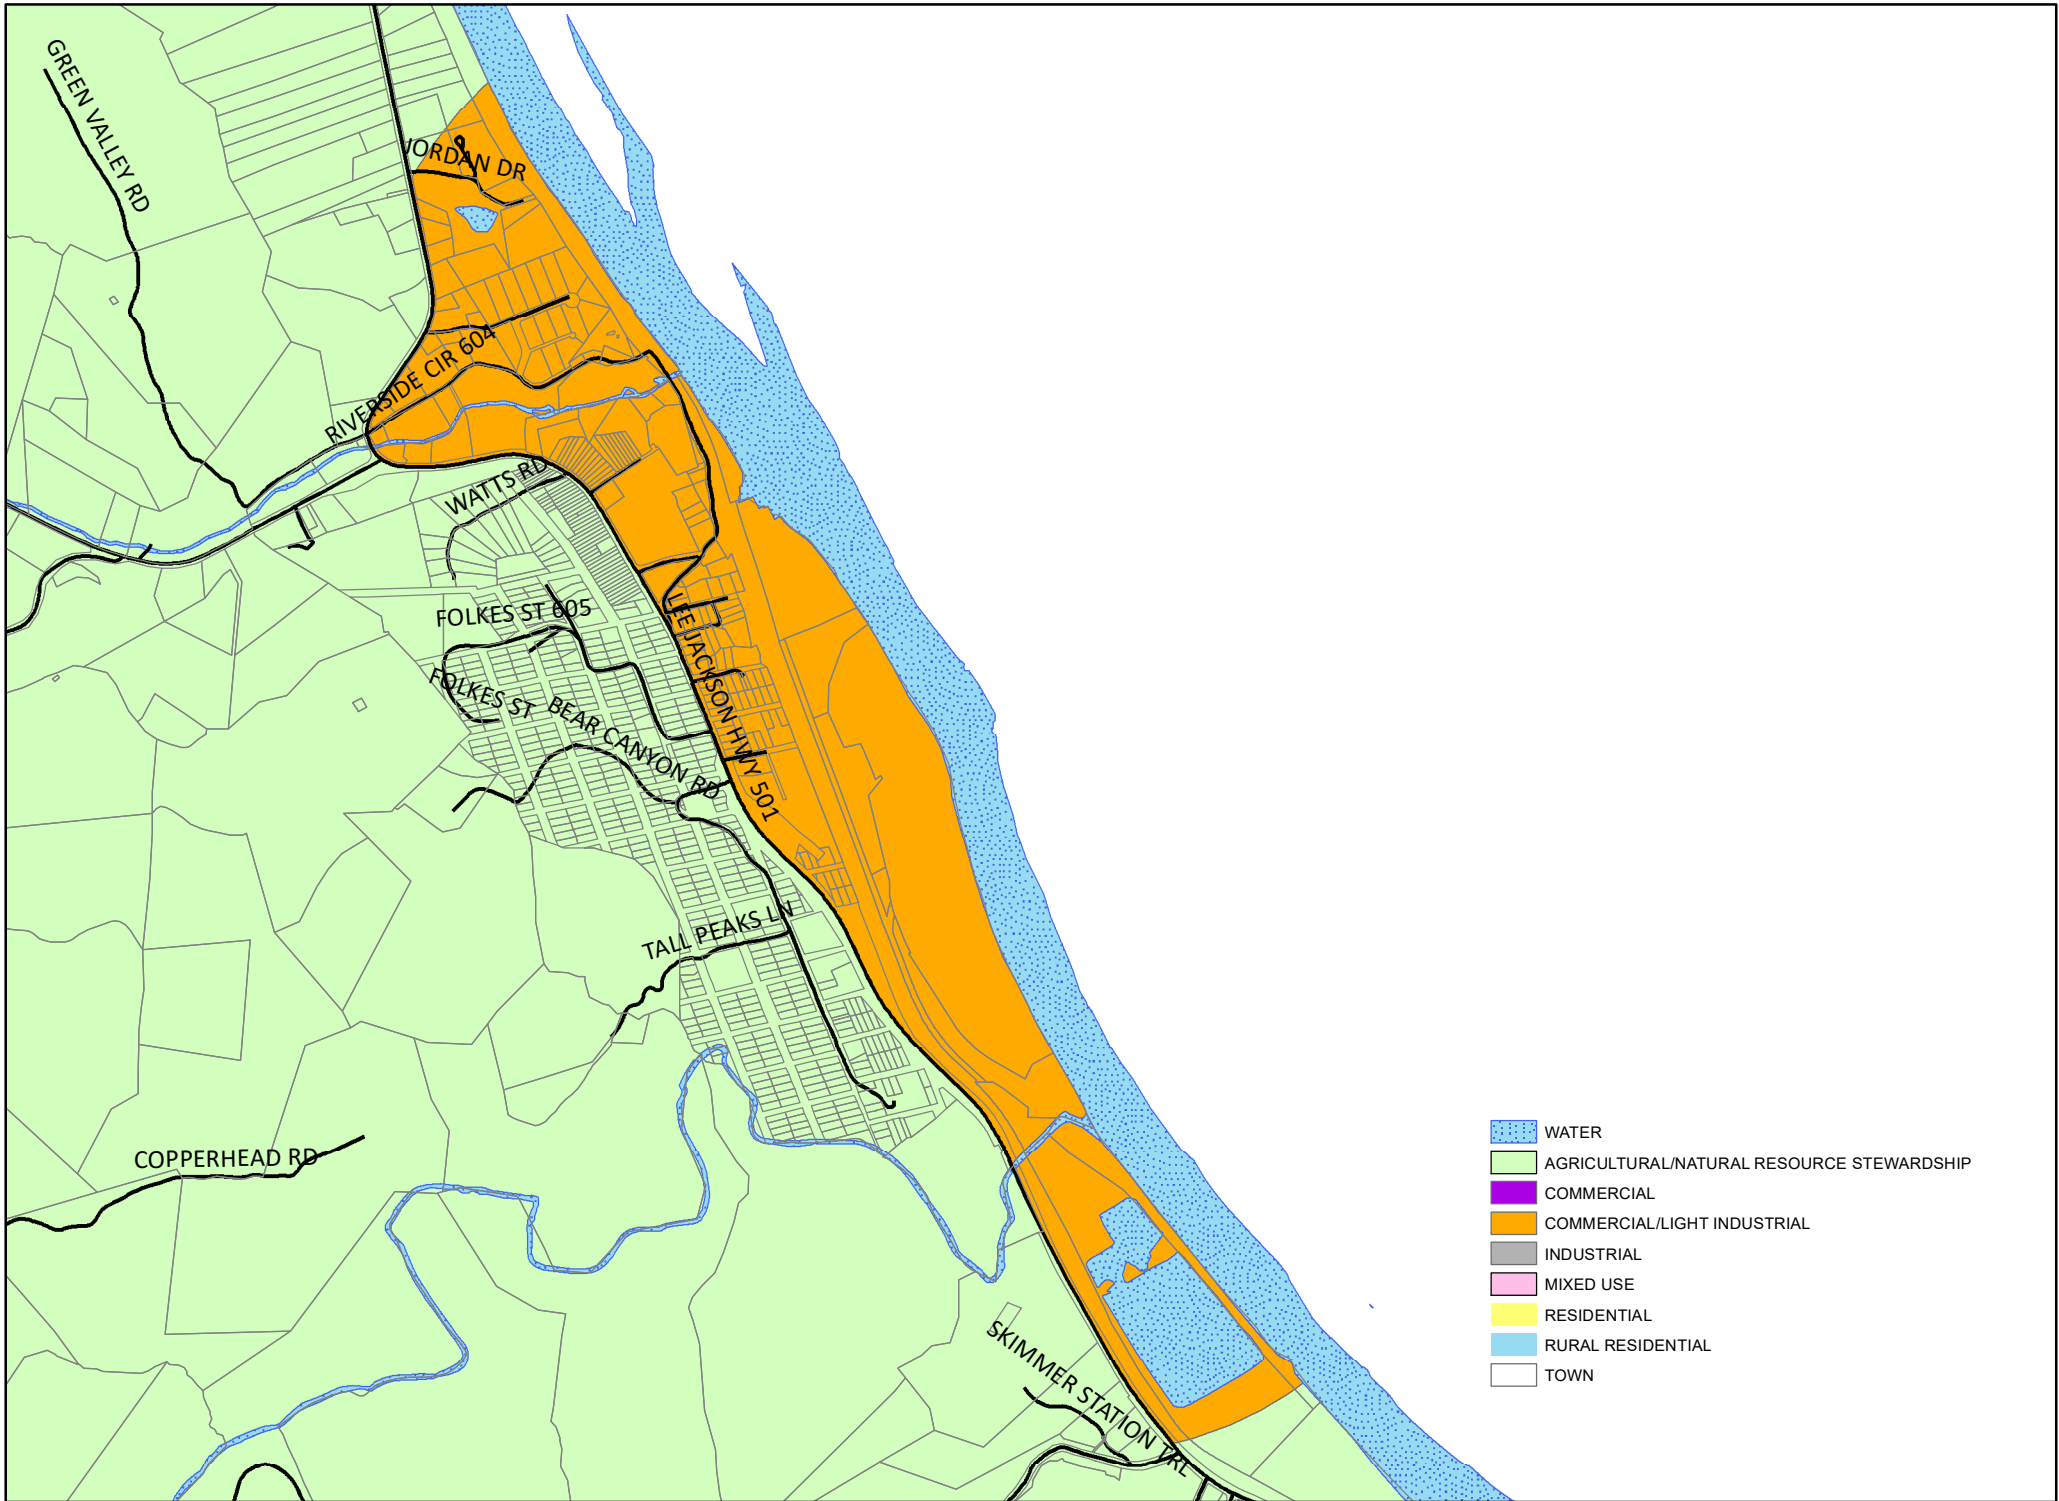 GREEN VALLEY RD
JORDAN DR
RIVERSIDE CIR 604
WATTS RD
FOLKES ST 605
LEE JACKSON HWY 501
FOLKES ST
BEAR CANYON RD
TALL PEAKS LN
COPPERHEAD RD
SKIMMER STATION TRL
WATER
AGRICULTURAL/NATURAL RESOURCE STEWARDSHIP
COMMERCIAL
COMMERCIAL/LIGHT INDUSTRIAL
INDUSTRIAL
MIXED USE
RESIDENTIAL
RURAL RESIDENTIAL
TOWN